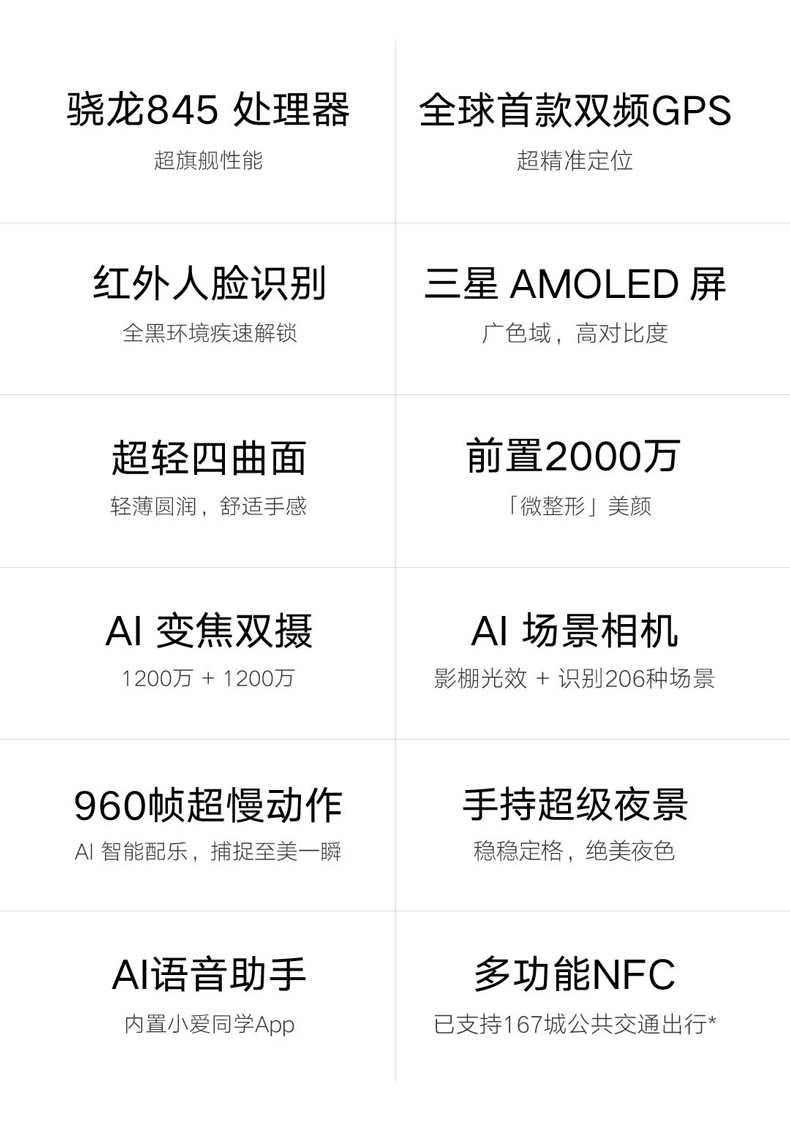 骁龙845 处理器
超旗舰性能
全球首款双频GPS
超精准定位
红外人脸识别
全黑环境疾速解锁
三星 AMOLED 屏
广色域，高对比度
超轻四曲面
轻薄圆润，舒适手感
前置2000万
「微整形」美颜
AI 变焦双摄
1200万 + 1200万
AI 场景相机
影棚光效 + 识别206种场景
960帧超慢动作
AI 智能配乐，捕捉至美一瞬
手持超级夜景
稳稳定格，绝美夜色
AI语音助手
内置小爱同学App
多功能NFC
已支持167城公共交通出行*